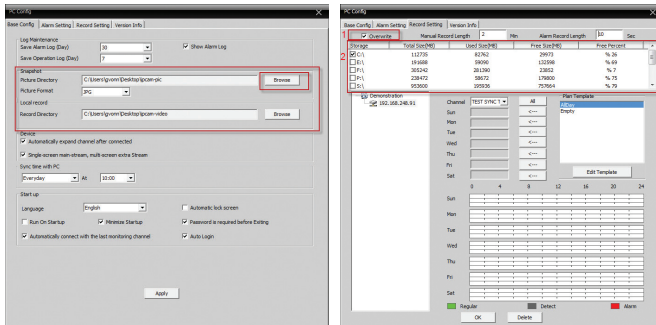 PC Config
Base Config Alarm Setting Record Setting Version Info
Log Maintenance
Save Alarm Log (Day) 30 Show Alarm Log
Save Operation Log (Day) 7
Snapshot
Picture Directory C:/Users/gvonn/Desktop/ipcam-pic Browse
Picture Format JPG
Local record
Record Directory C:/Users/gvonn/Desktop/ipcam-video Browse
Device
Automatically expand channel after connected
Single-screen main-stream, multi-screen extra Stream
Sync time with PC
Everyday At 10:00
Start up
Language English Automatic lock screen
Run On Startup Minimize Startup Password is required before Exiting
Automatically connect with the last monitoring channel Auto Login
Apply
PC Config
Base Config Alarm Setting Record Setting Version Info
1 Overwrite Manual Record Length 2 Min Alarm Record Length 10 Sec
2
Storage Total Size(MB) Used Size(MB) Free Size(MB) Free Percent
C:\ 112735 82762 29973 % 26
E:\ 191688 59090 132598 % 69
F:\ 305242 281390 23852 % 7
P:\ 238472 58672 179800 % 75
S:\ 953600 195936 757664 % 79
Demonstration
192.168.248.91
Channel TEST SYNC 1 All Plan Template
Sun <--- AllDay
Mon <--- Empty
Tue <---
Wed <---
Thu <---
Fri <---
Sat <--- Edit Template
0 4 8 12 16 20 24
Sun
Mon
Tue
Wed
Thu
Fri
Sat
Regular Detect Alarm
OK Delete